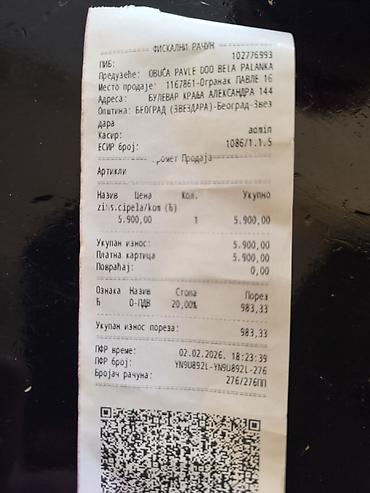 ФИСКАЛНИ РАЧУН
ПИБ: 102776993
Предузеће: OBUĆA PAVLE DOO BELA PALANKA
Место продаје: 1167861-Огранак ПАВЛЕ 16
Адреса: БУЛЕВАР КРАЉА АЛЕКСАНДРА 144
Општина: БЕОГРАД (ЗВЕЗДАРА)-Београд-Звез
дара
Касир: admin
ЕСИР број: 1086/1.1.5
ромет Продаја
Артикли
Назив Цена Кол. Укупно
zims.cipela/kom (Ђ)
5.900,00 1 5.900,00
Укупан износ: 5.900,00
Платна картица 5.900,00
Повраћај: 0,00
Ознака Назив Стопа Порез
Ђ О-ПДВ 20,00% 983,33
Укупан износ пореза: 983,33
ПФР време: 02.02.2026. 18:23:39
ПФР број: YN9U892L-YN9U892L-276
Бројач рачуна: 276/276ПП